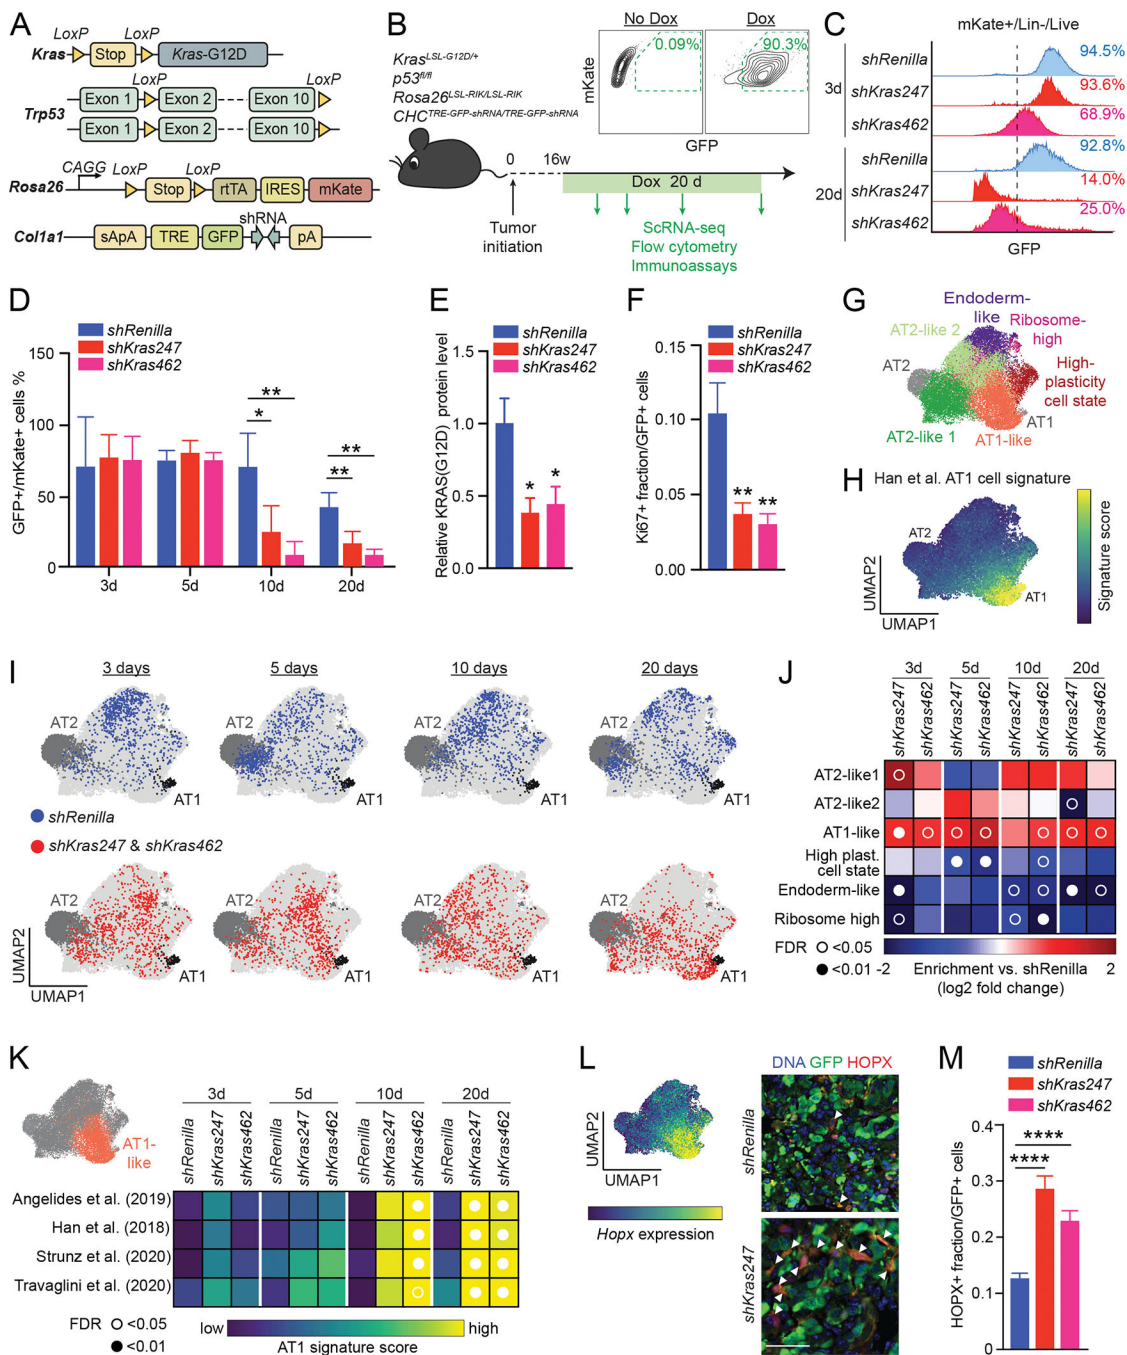 A
LoxP
LoxP
Kras
Stop
Kras-G12D
LoxP
LoxP
LoxP
Exon 1
Exon 2
Exon 10
Trp53
Exon 1
Exon 2
Exon 10
CAGG
LoxP
LoxP
Rosa26
Stop
rtTA
IRES
mKate
shRNA
Col1a1
sApA
TRE
GFP
pA
B
KrasLSL-G12D/+
p53fl/fl
Rosa26LSL-RIK/LSL-RIK
CHCTRE-GFP-shRNA/TRE-GFP-shRNA
No Dox
Dox
0.09%
90.3%
mKate
GFP
0
16w
Dox 20 d
Tumor
initiation
ScRNA-seq
Flow cytometry
Immunoassays
C
mKate+/Lin-/Live
3d
shRenilla
94.5%
shKras247
93.6%
shKras462
68.9%
20d
shRenilla
92.8%
shKras247
14.0%
shKras462
25.0%
GFP
D
shRenilla
shKras247
shKras462
GFP+/mKate+ cells %
150
100
50
0
**
*
**
**
3d
5d
10d
20d
E
shRenilla
shKras247
shKras462
Relative KRAS(G12D) protein level
1.5
1.0
0.5
0.0
*
*
F
shRenilla
shKras247
shKras462
Ki67+ fraction/GFP+ cells
0.15
0.10
0.05
0.00
**
**
G
Endoderm-
like
Ribosome-
high
AT2-like 2
AT2
High-
plasticity
cell state
AT1
AT2-like 1
AT1-like
H
Han et al. AT1 cell signature
AT2
AT1
UMAP2
UMAP1
Signature score
I
3 days
5 days
10 days
20 days
AT2
AT1
AT2
AT1
AT2
AT1
AT2
AT1
shRenilla
shKras247 & shKras462
AT2
AT1
AT2
AT1
AT2
AT1
AT2
AT1
UMAP2
UMAP1
J
3d
5d
10d
20d
shKras247
shKras462
shKras247
shKras462
shKras247
shKras462
shKras247
shKras462
AT2-like1
AT2-like2
AT1-like
High plast.
cell state
Endoderm-like
Ribosome high
FDR
<0.05
<0.01
-2
Enrichment vs. shRenilla
(log2 fold change)
2
K
AT1-
like
3d
5d
10d
20d
shRenilla
shKras247
shKras462
shRenilla
shKras247
shKras462
shRenilla
shKras247
shKras462
shRenilla
shKras247
shKras462
Angelides et al. (2019)
Han et al. (2018)
Strunz et al. (2020)
Travaglini et al. (2020)
FDR
<0.05
<0.01
low
high
AT1 signature score
L
UMAP2
UMAP1
Hopx expression
DNA GFP HOPX
shRenilla
shKras247
M
shRenilla
shKras247
shKras462
HOPX+ fraction/GFP+ cells
0.4
0.3
0.2
0.1
0
****
****